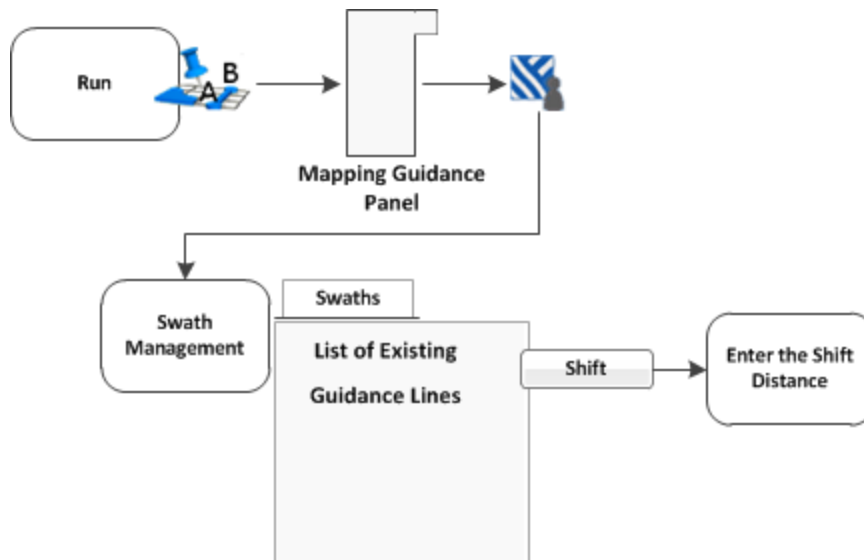 Run
A
B
Mapping Guidance
Panel
Swath
Management
Swaths
List of Existing
Guidance Lines
Shift
Enter the Shift
Distance